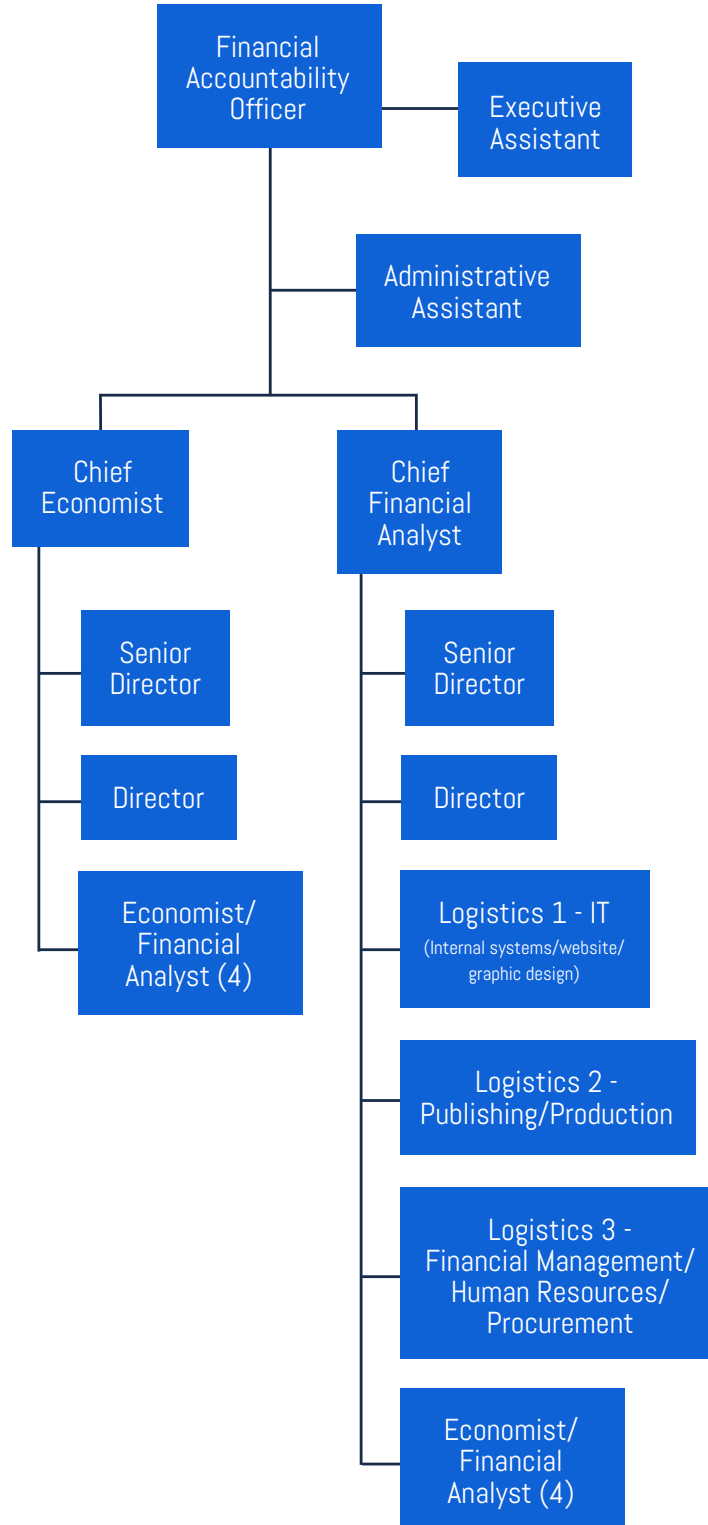 Financial
Accountability
Officer
Executive
Assistant
Administrative
Assistant
Chief
Economist
Chief
Financial
Analyst
Senior
Director
Senior
Director
Director
Director
Economist/
Financial
Analyst (4)
Logistics 1 - IT
(Internal systems/website/
graphic design)
Logistics 2 -
Publishing/Production
Logistics 3 -
Financial Management/
Human Resources/
Procurement
Economist/
Financial
Analyst (4)